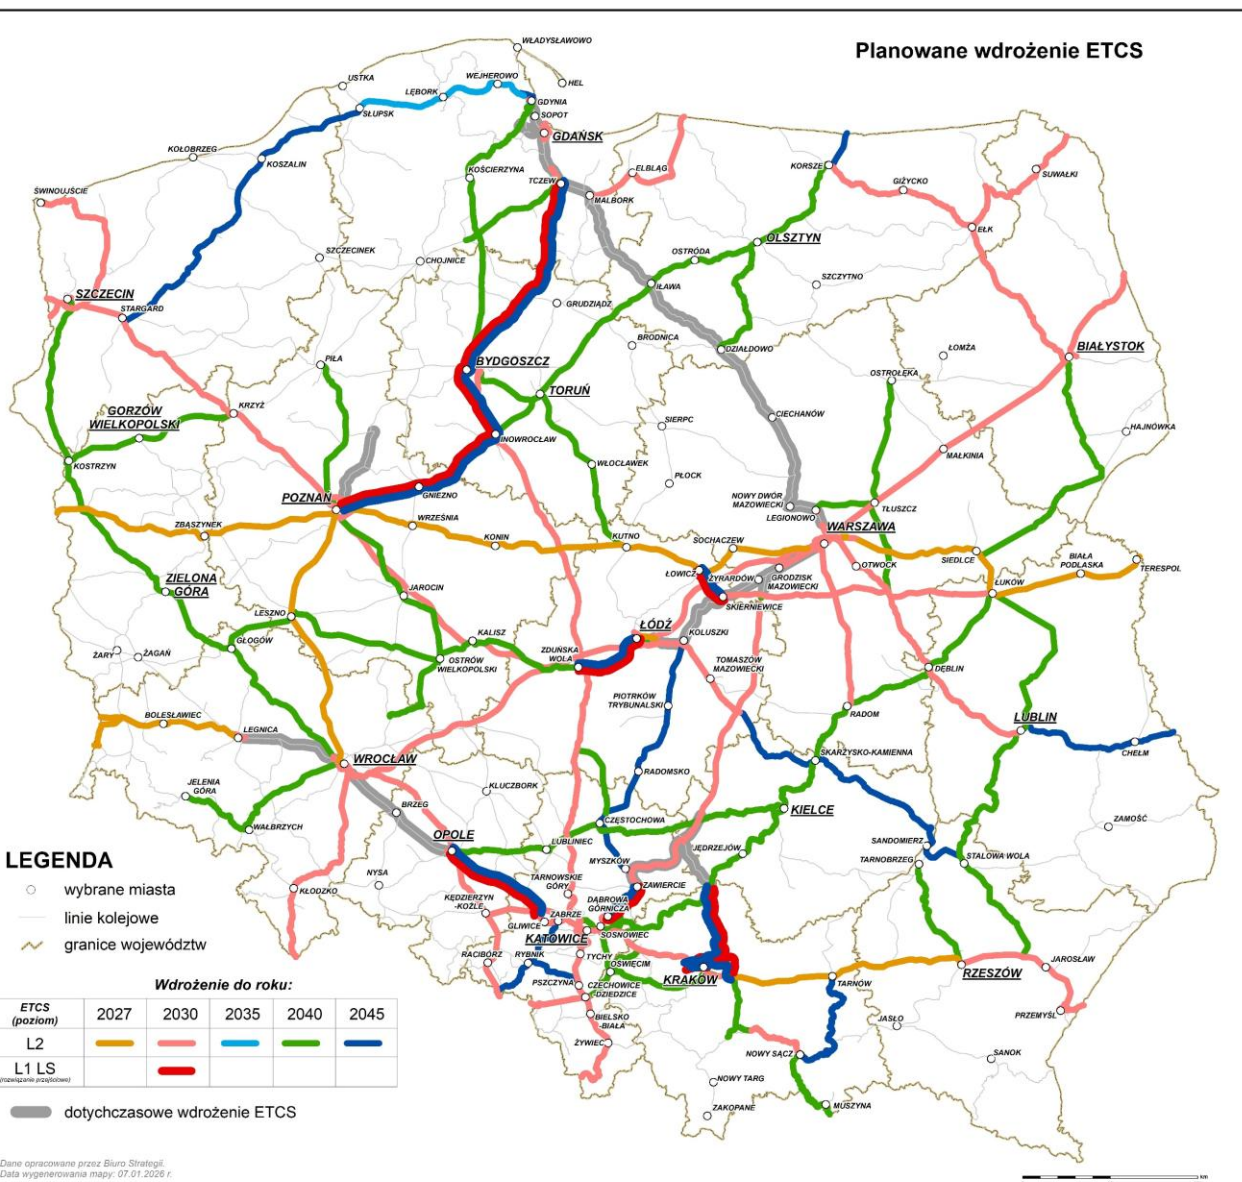 Planowane wdrożenie ETCS
WŁADYSŁAWOWO
HEL
USTKA
WEJHEROWO
LĘBORK
GDYNIA
SŁUPSK
SOPOT
GDAŃSK
KOŁOBRZEG
KOSZALIN
KOŚCIERZYNA
TCZEW
ELBLĄG
KORSZE
GIŻYCKO
SUWAŁKI
ŚWINOUJŚCIE
MALBORK
EŁK
OLSZTYN
SZCZECINEK
CHOJNICE
OSTRÓDA
SZCZYTNO
IŁAWA
SZCZECIN
STARGARD
GRUDZIĄDZ
BRODNICA
DZIAŁDOWO
ŁOMŻA
BIAŁYSTOK
PIŁA
BYDGOSZCZ
OSTROŁĘKA
TORUŃ
KRZYŻ
GORZÓW
WIELKOPOLSKI
SIERPC
CIECHANÓW
HAJNÓWKA
INOWROCŁAW
MAŁKINIA
KOSTRZYN
WŁOCŁAWEK
PŁOCK
POZNAŃ
GNIEZNO
NOWY DWÓR
MAZOWIECKI
TŁUSZCZ
LEGIONOWO
ZBĄSZYNEK
WRZEŚNIA
WARSZAWA
KONIN
KUTNO
SOCHACZEW
SIEDLCE
BIAŁA
PODLASKA
TERESPOL
ZIELONA
GÓRA
JAROCIN
ŁOWICZ
ŻYRARDÓW
GRODZISK
MAZOWIECKI
OTWOCK
ŁUKÓW
SKIERNIEWICE
LESZNO
GŁOGÓW
KALISZ
ŁÓDŹ
KOLUSZKI
ŻARY
ŻAGAŃ
OSTRÓW
WIELKOPOLSKI
ZDUŃSKA
WOLA
TOMASZÓW
MAZOWIECKI
DĘBLIN
PIOTRKÓW
TRYBUNALSKI
RADOM
BOLESŁAWIEC
LEGNICA
LUBLIN
CHEŁM
WROCŁAW
SKARŻYSKO-KAMIENNA
RADOMSKO
JELENIA
GÓRA
KLUCZBORK
BRZEG
KIELCE
WAŁBRZYCH
OPOLE
CZĘSTOCHOWA
ZAMOŚĆ
LUBLINIEC
JĘDRZEJÓW
SANDOMIERZ
MYSZKÓW
TARNOBRZEG
STALOWA WOLA
LEGENDA
wybrane miasta
linie kolejowe
granice województw
NYSA
KŁODZKO
TARNOWSKIE
GÓRY
ZAWIERCIE
KĘDZIERZYN
-KOŹLE
DĄBROWA
GÓRNICZA
ZABRZE
GLIWICE
KATOWICE
SOSNOWIEC
RACIBÓRZ
RYBNIK
TYCHY
OŚWIĘCIM
KRAKÓW
RZESZÓW
JAROSŁAW
PSZCZYNA
CZECHOWICE
DZIEDZICE
TARNÓW
PRZEMYŚL
BIELSKO
-BIAŁA
JASŁO
ŻYWIEC
NOWY SĄCZ
SANOK
NOWY TARG
ZAKOPANE
MUSZYNA
Wdrożenie do roku:
ETCS (poziom) 2027 2030 2035 2040 2045
L2
L1 LS
(rozwiązanie przejściowe)
dotychczasowe wdrożenie ETCS
Dane opracowane przez Biuro Strategii.
Data wygenerowania mapy: 07.01.2026 r.
km